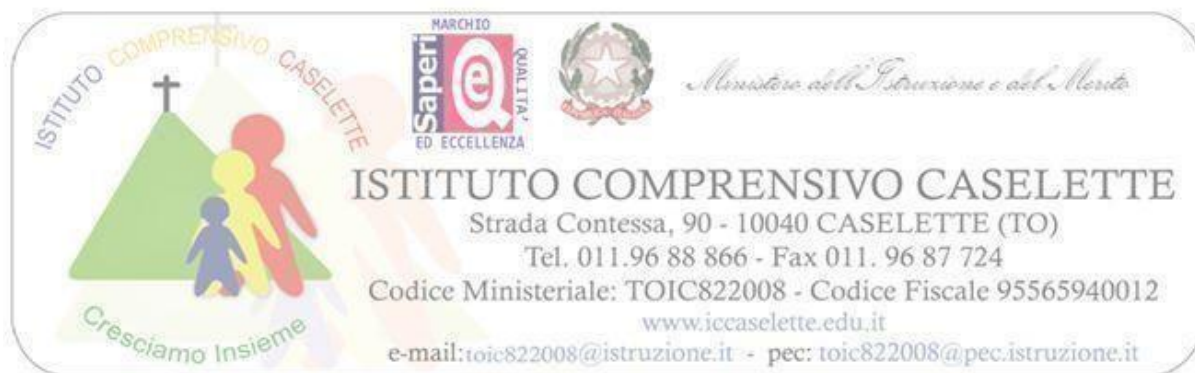 ISTITUTO COMPRENSIVO CASELETTE
Cresciamo Insieme
MARCHIO
Saperi
QUALITA'
e
ED ECCELLENZA
Ministero dell'Istruzione e del Merito
ISTITUTO COMPRENSIVO CASELETTE
Strada Contessa, 90 - 10040 CASELETTE (TO)
Tel. 011.96 88 866 - Fax 011. 96 87 724
Codice Ministeriale: TOIC822008 - Codice Fiscale 95565940012
www.iccaselette.edu.it
e-mail:toic822008@istruzione.it - pec: toic822008@pec.istruzione.it